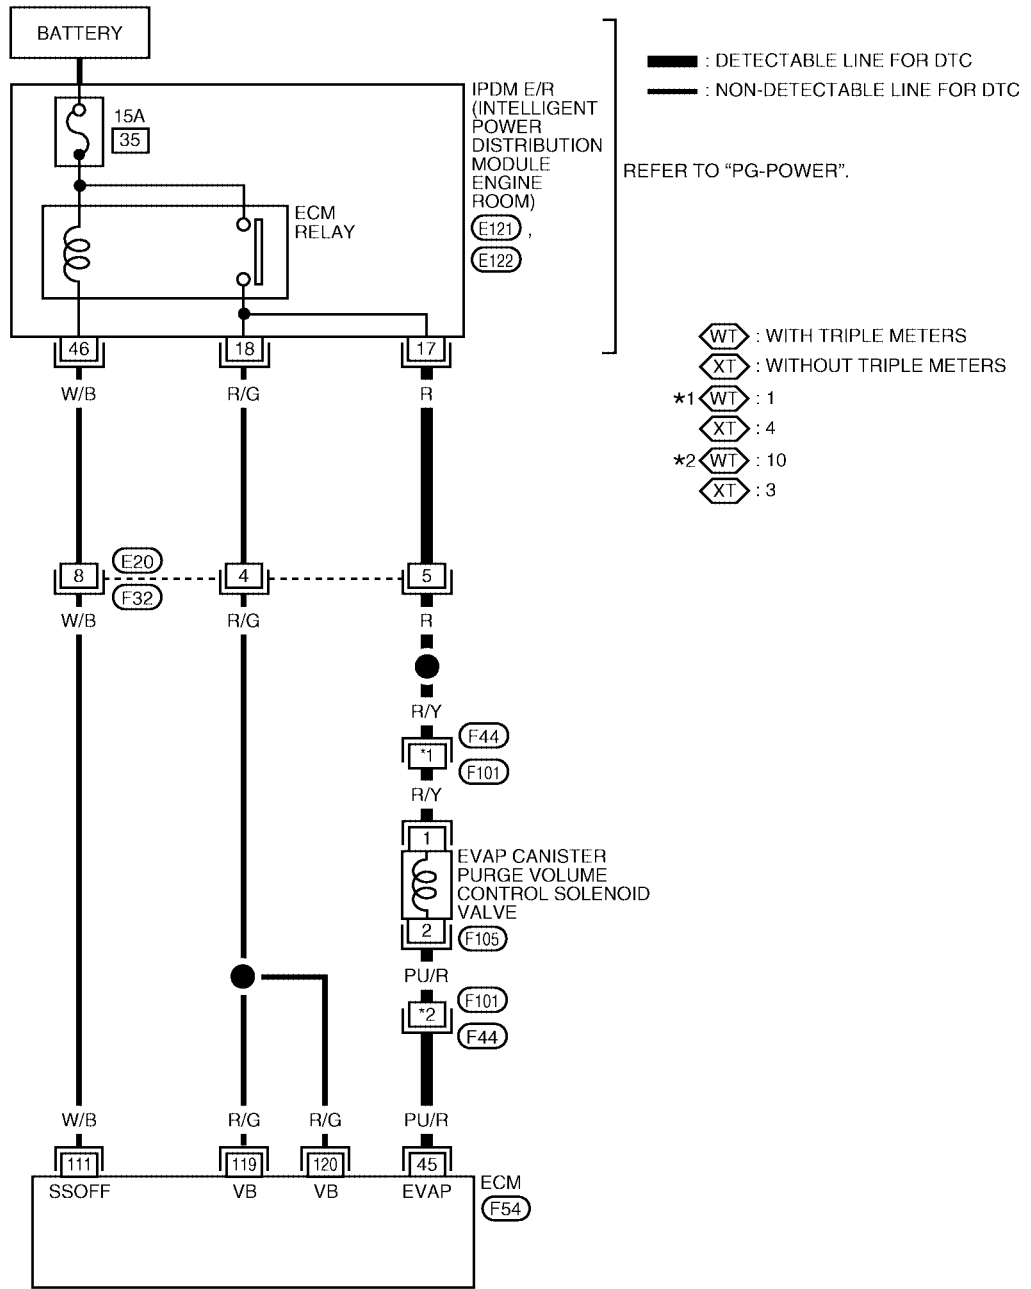 BATTERY
: DETECTABLE LINE FOR DTC
: NON-DETECTABLE LINE FOR DTC
15A
35
IPDM E/R
(INTELLIGENT
POWER
DISTRIBUTION
MODULE
ENGINE
ROOM)
E121 ,
E122
REFER TO “PG-POWER”.
ECM
RELAY
46
18
17
WT : WITH TRIPLE METERS
XT : WITHOUT TRIPLE METERS
*1 WT : 1
XT : 4
*2 WT : 10
XT : 3
W/B
R/G
R
8
E20
F32
4
5
W/B
R/G
R
R/Y
*1
F44
F101
R/Y
1
EVAP CANISTER
PURGE VOLUME
CONTROL SOLENOID
VALVE
2
F105
PU/R
*2
F101
F44
W/B
R/G
R/G
PU/R
111
119
120
45
SSOFF
VB
VB
EVAP
ECM
F54